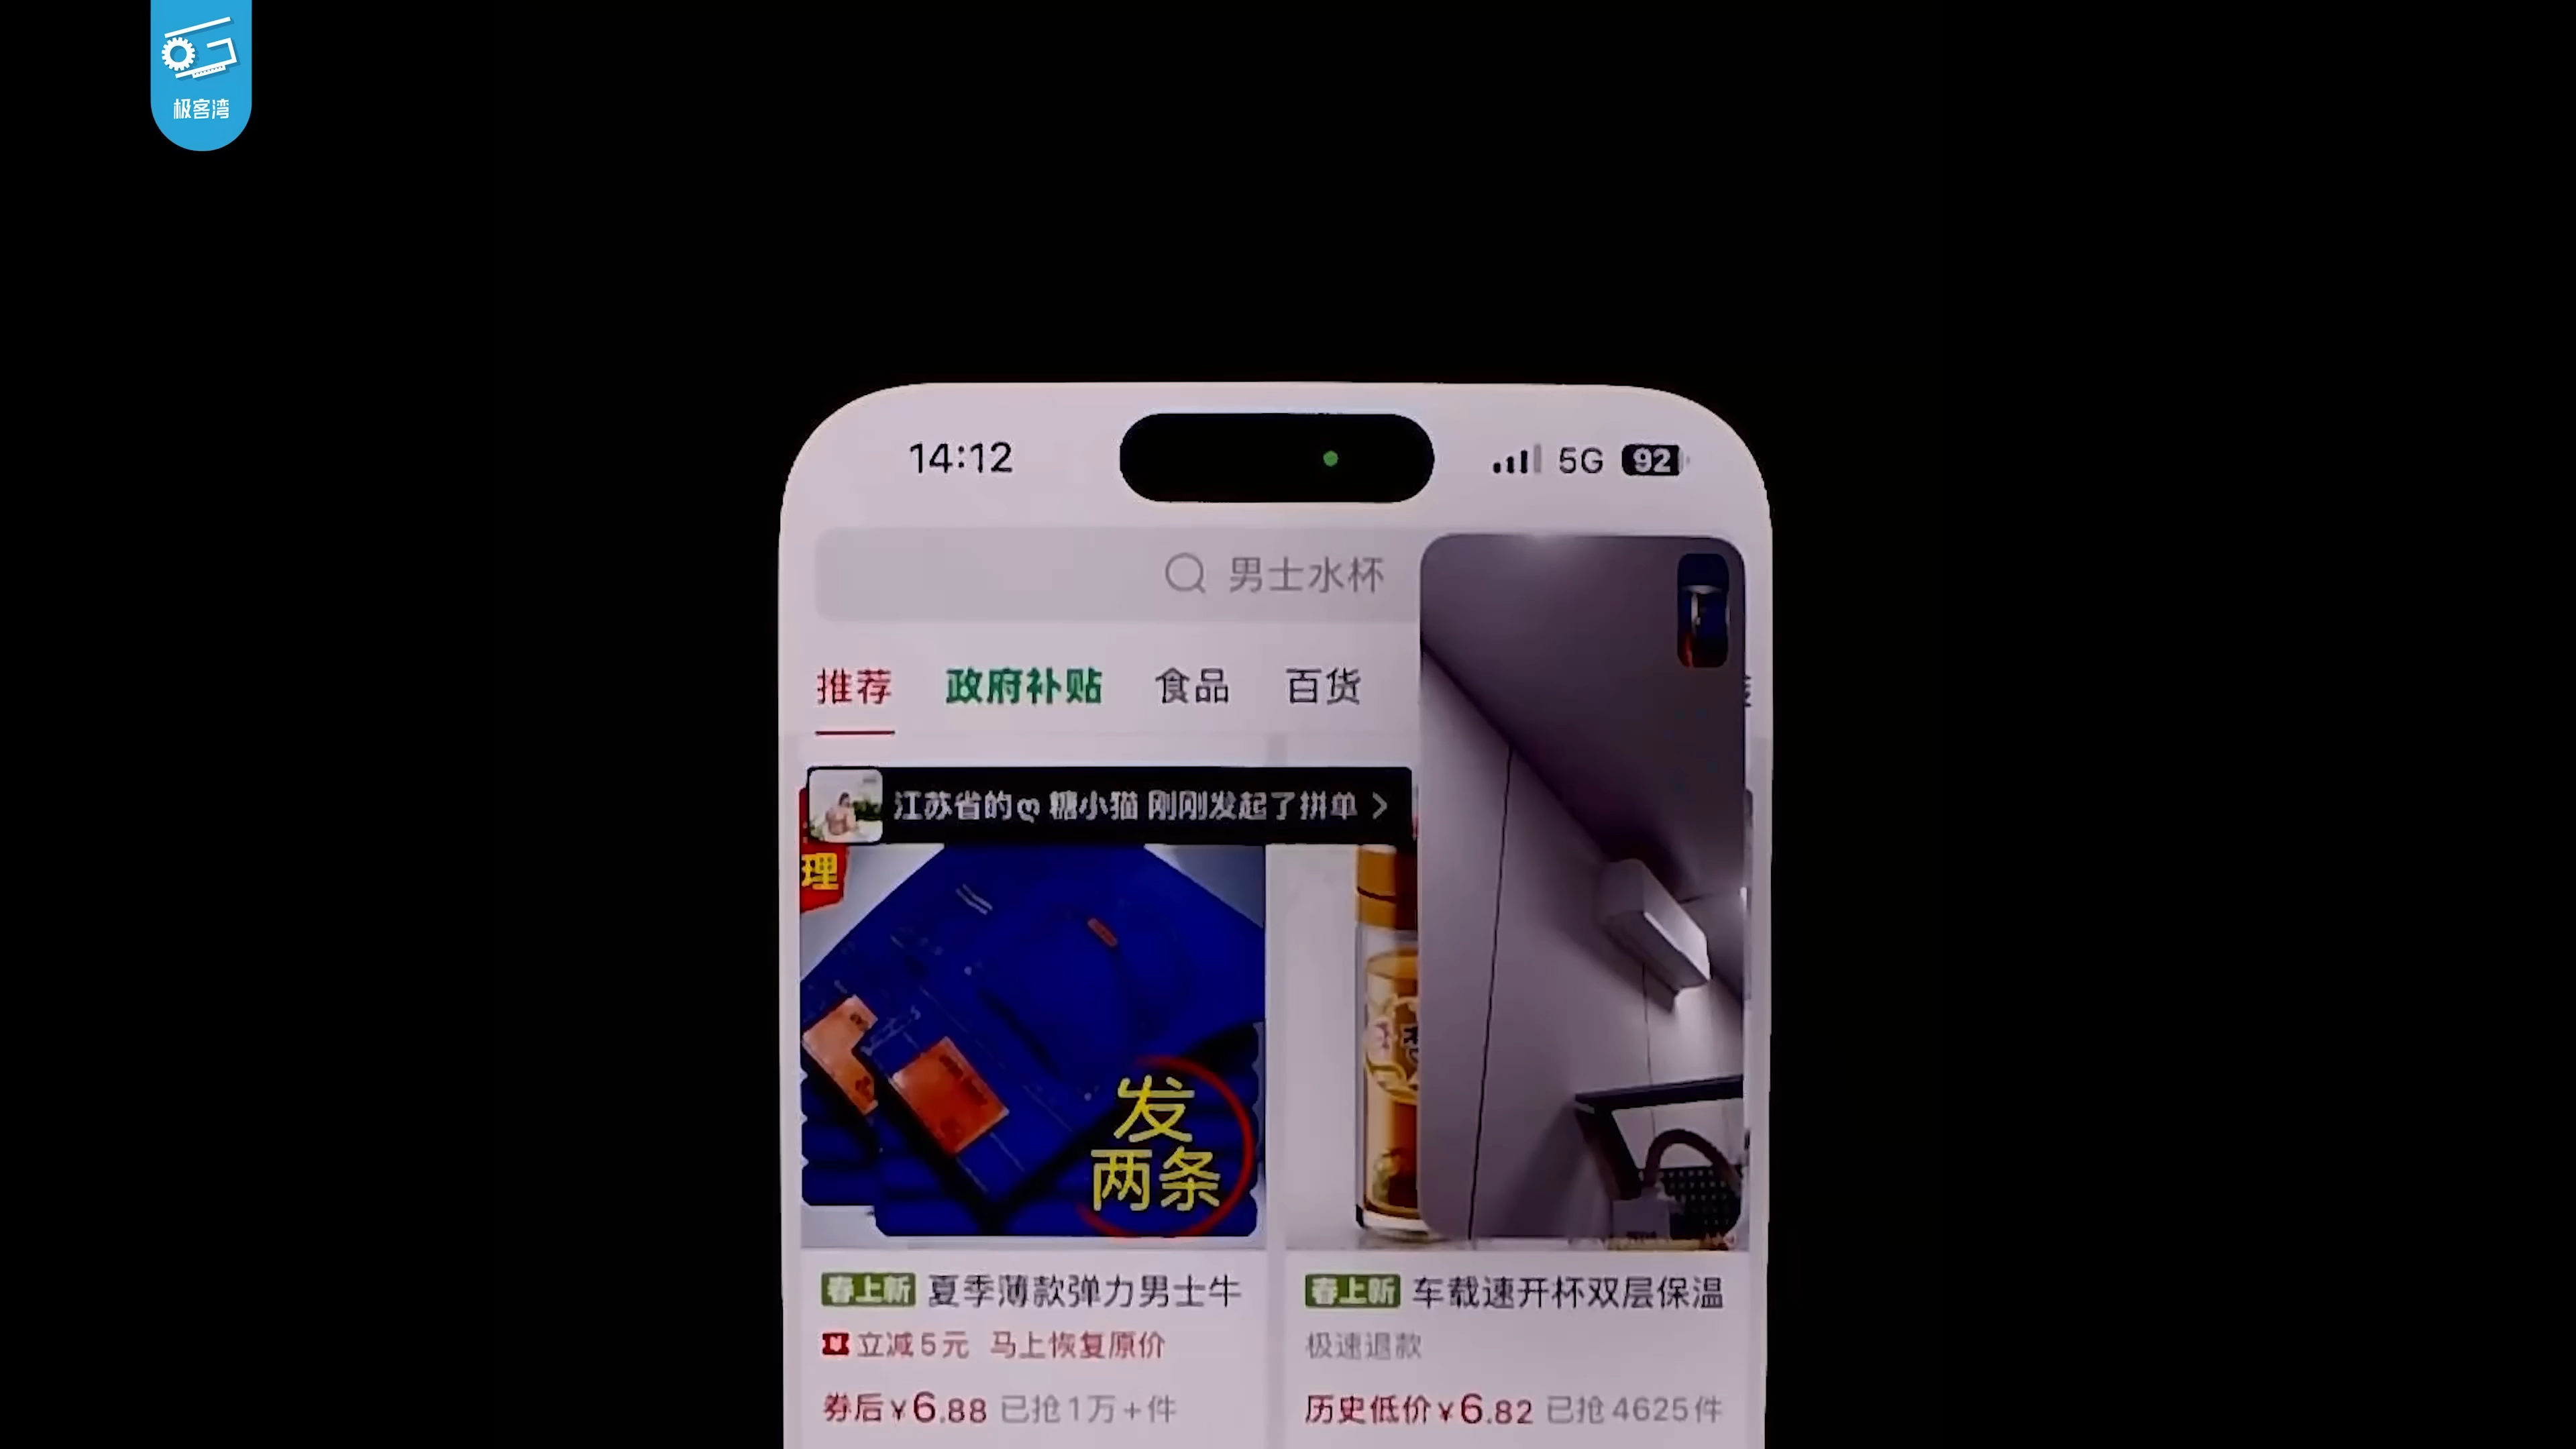 极客湾
14:12
5G 92
男士水杯
推荐 政府补贴 食品 百货
江苏省的ღ 糖小猫 刚刚发起了拼单 >
理
发
两条
春上新 夏季薄款弹力男士牛
立减5元 马上恢复原价
券后¥6.88 已抢1万+件
春上新 车载速开杯双层保温
极速退款
历史低价¥6.82 已抢4625件